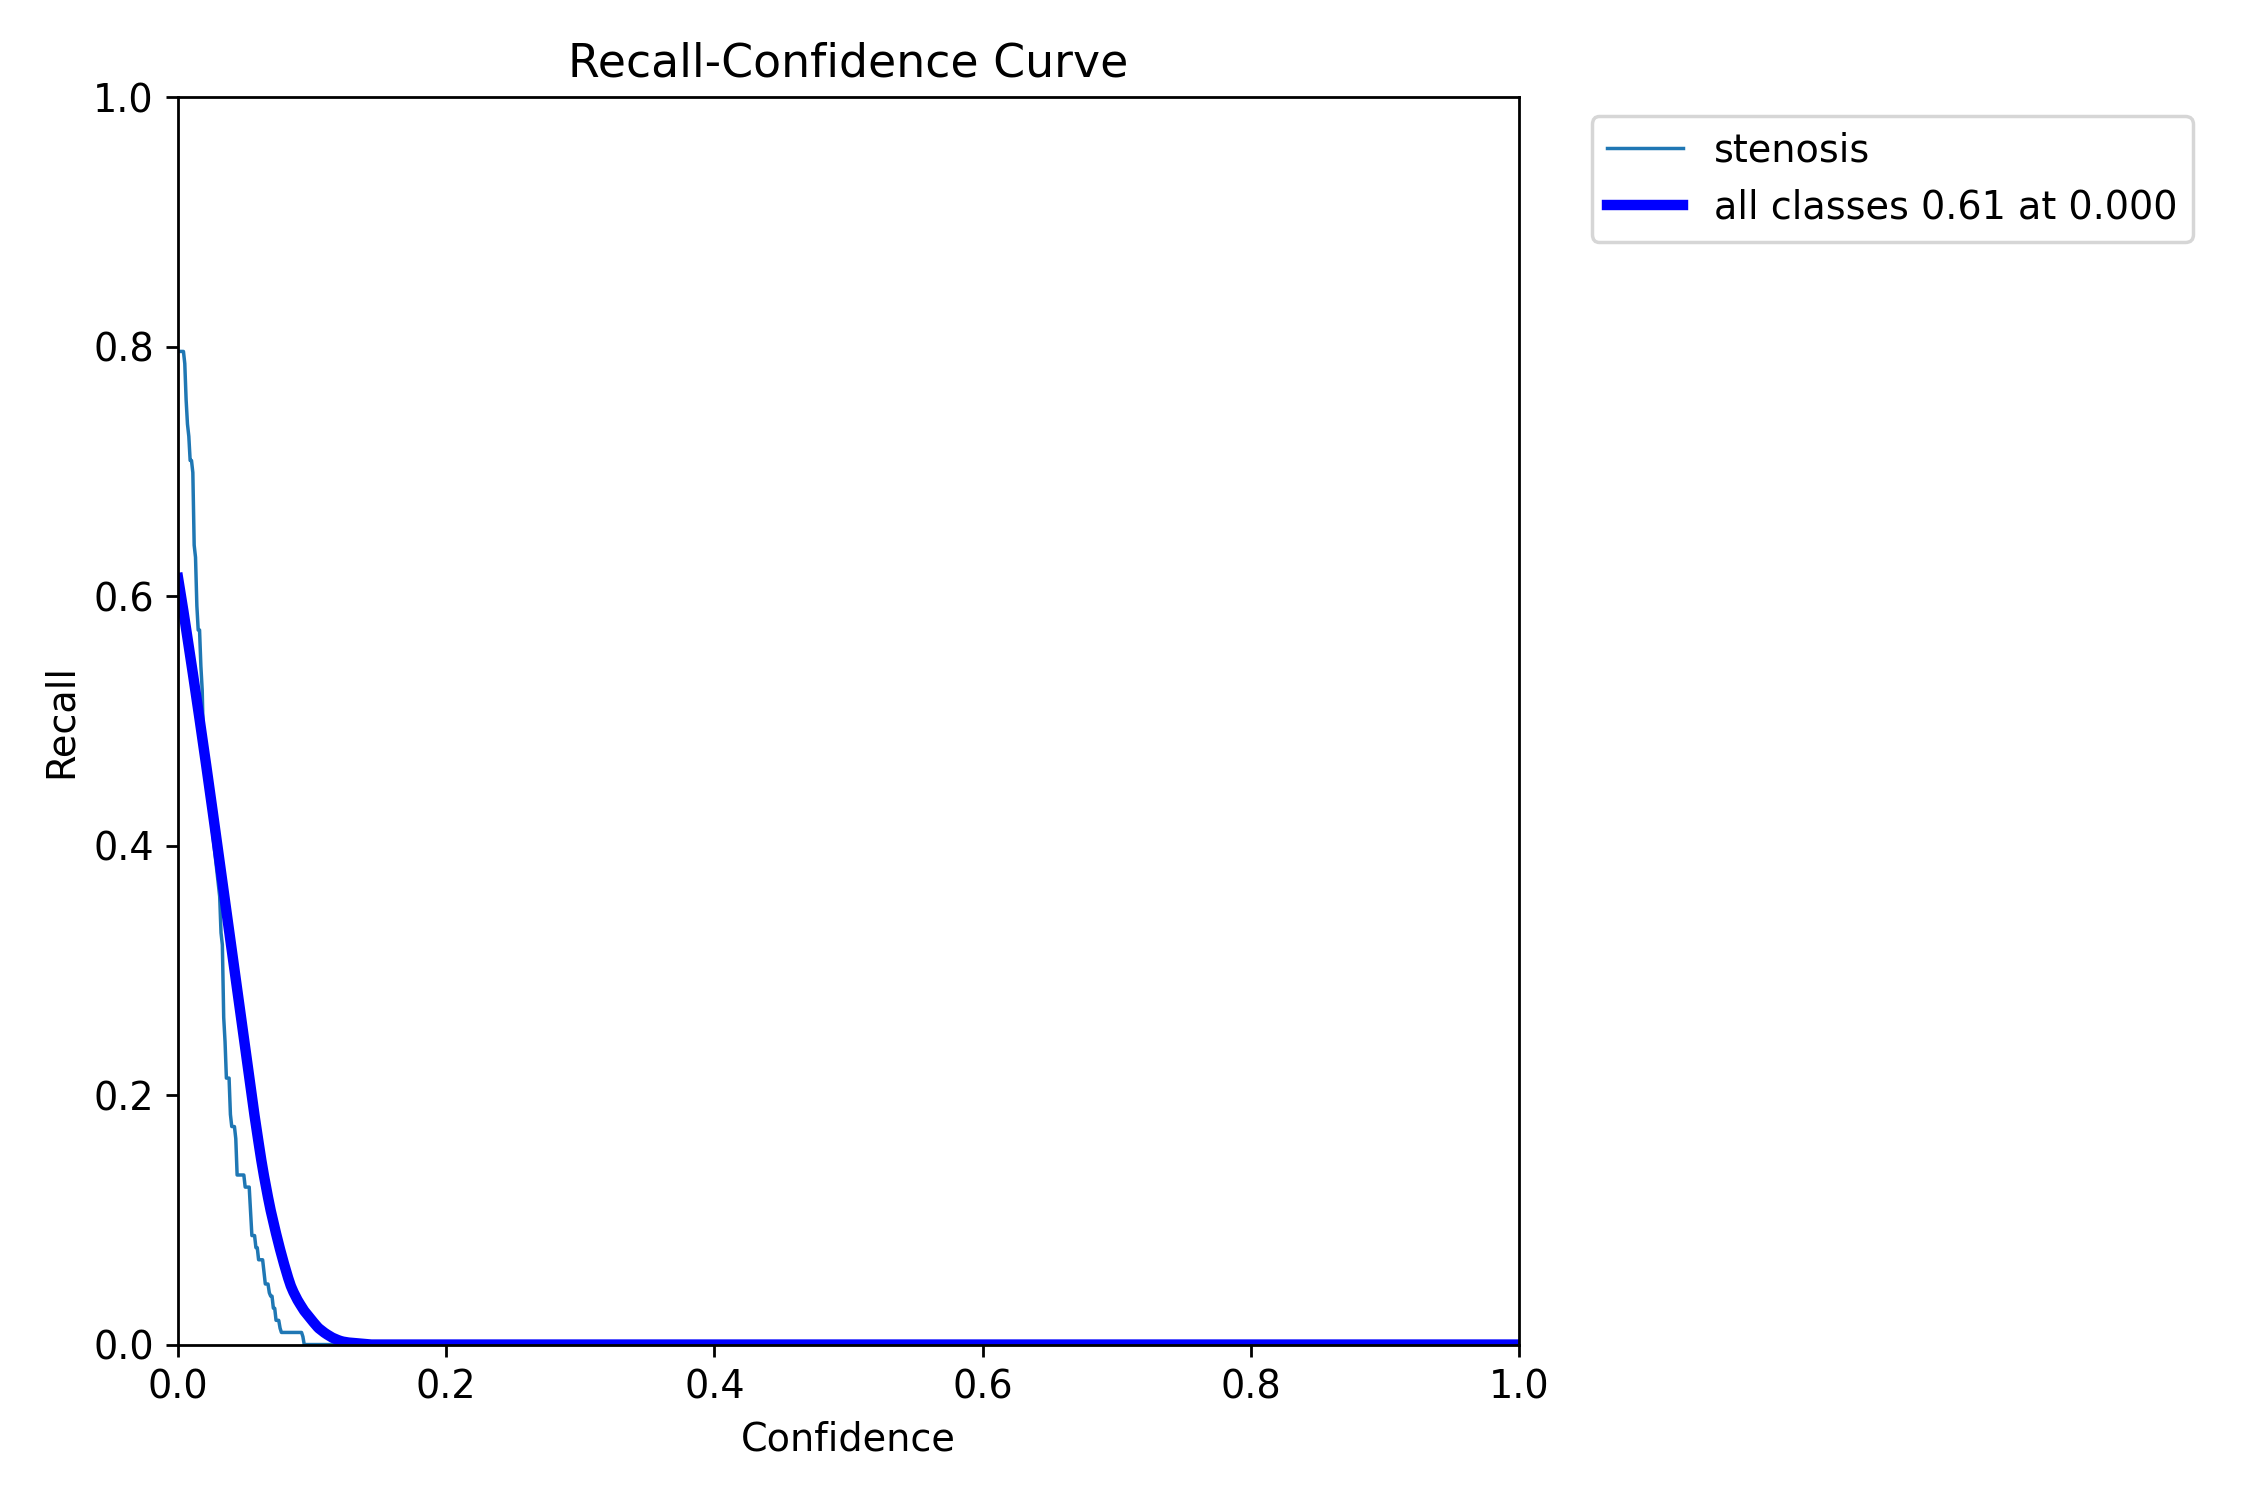 Recall-Confidence Curve
stenosis
all classes 0.61 at 0.000
1.0
0.8
0.6
0.4
0.2
0.0
Recall
0.0 0.2 0.4 0.6 0.8 1.0
Confidence